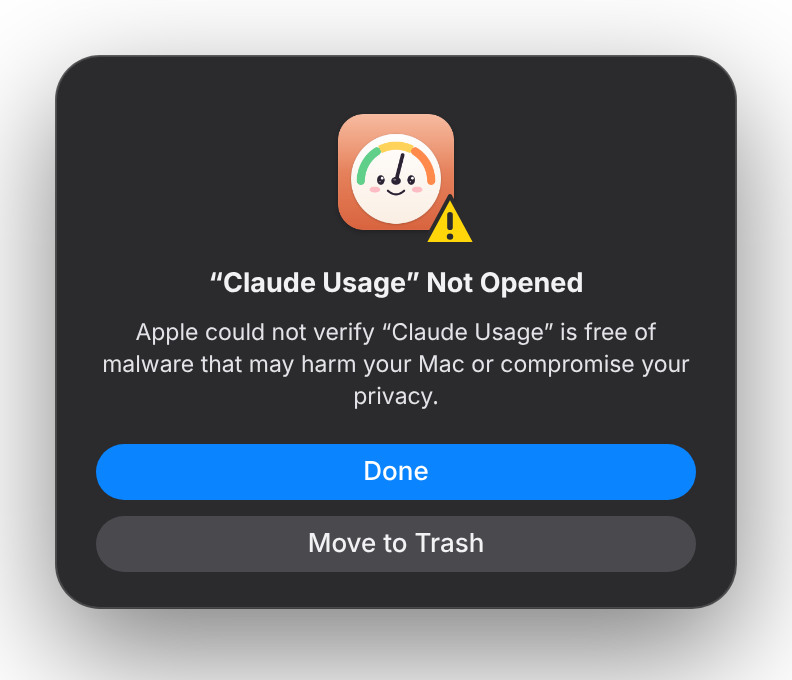 “Claude Usage” Not Opened
Apple could not verify “Claude Usage” is free of
malware that may harm your Mac or compromise your
privacy.
Done
Move to Trash